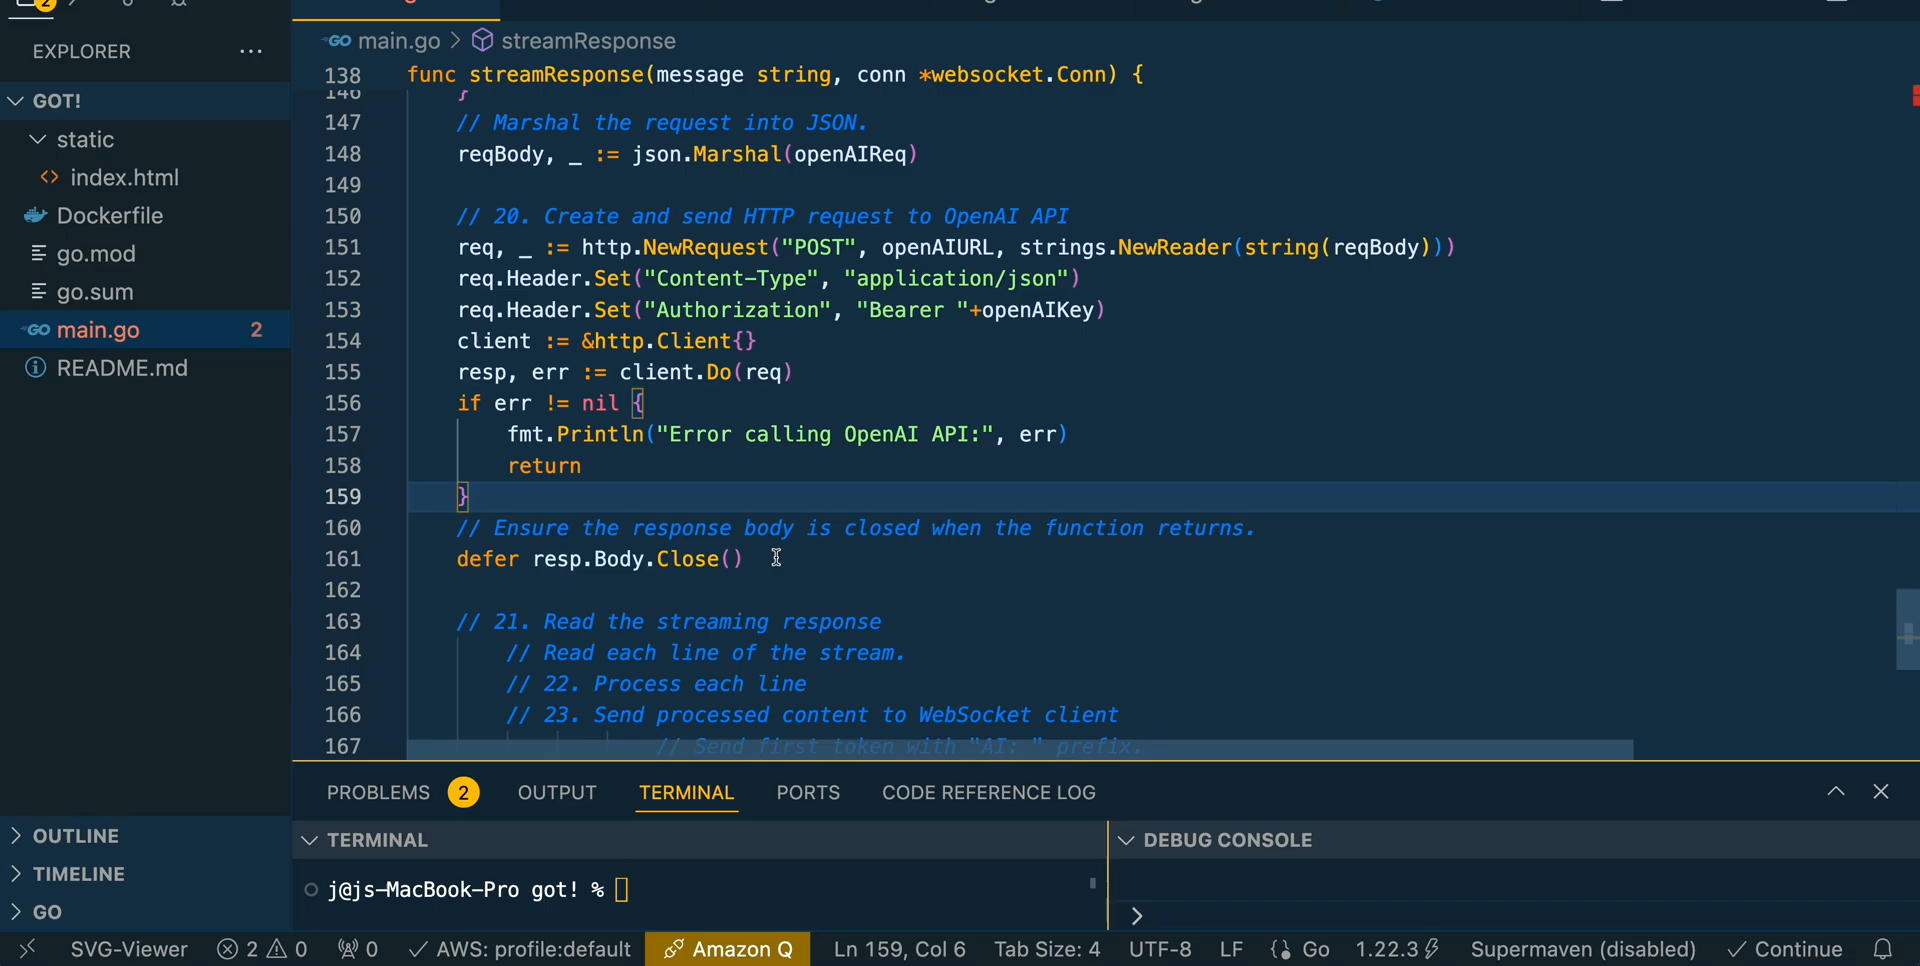 2
EXPLORER ...
GOT!
static
index.html
Dockerfile
go.mod
go.sum
main.go 2
README.md
OUTLINE
TIMELINE
GO
GO main.go > streamResponse
138 func streamResponse(message string, conn *websocket.Conn) {
146 }
147 // Marshal the request into JSON.
148 reqBody, _ := json.Marshal(openAIReq)
149
150 // 20. Create and send HTTP request to OpenAI API
151 req, _ := http.NewRequest("POST", openAIURL, strings.NewReader(string(reqBody)))
152 req.Header.Set("Content-Type", "application/json")
153 req.Header.Set("Authorization", "Bearer "+openAIKey)
154 client := &http.Client{}
155 resp, err := client.Do(req)
156 if err != nil {
157 fmt.Println("Error calling OpenAI API:", err)
158 return
159 }
160 // Ensure the response body is closed when the function returns.
161 defer resp.Body.Close()
162
163 // 21. Read the streaming response
164 // Read each line of the stream.
165 // 22. Process each line
166 // 23. Send processed content to WebSocket client
167 // Send first token with "AI: " prefix.
PROBLEMS 2 OUTPUT TERMINAL PORTS CODE REFERENCE LOG
TERMINAL
j@js-MacBook-Pro got! %
DEBUG CONSOLE
>
SVG-Viewer 2 0 0 AWS: profile:default Amazon Q Ln 159, Col 6 Tab Size: 4 UTF-8 LF Go 1.22.3 Supermaven (disabled) Continue